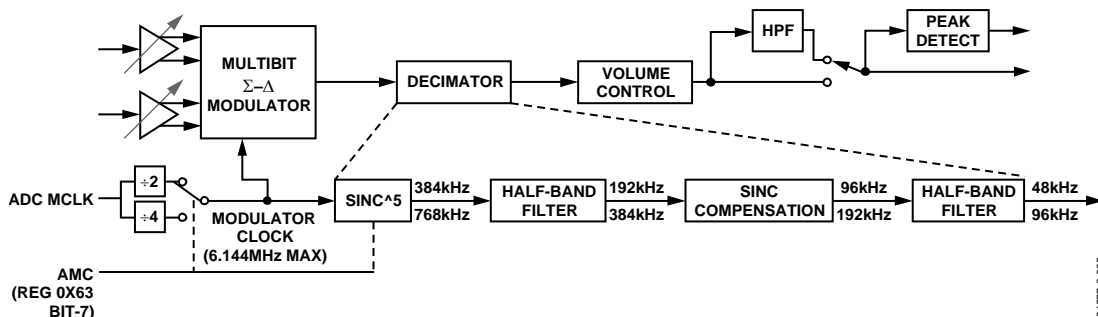 HPF
PEAK
DETECT
MULTIBIT
Σ–Δ
MODULATOR
DECIMATOR
VOLUME
CONTROL
ADC MCLK
÷2
÷4
MODULATOR
CLOCK
(6.144MHz MAX)
SINC^5
384kHz
768kHz
HALF-BAND
FILTER
192kHz
384kHz
SINC
COMPENSATION
96kHz
192kHz
HALF-BAND
FILTER
48kHz
96kHz
AMC
(REG 0X63
BIT-7)